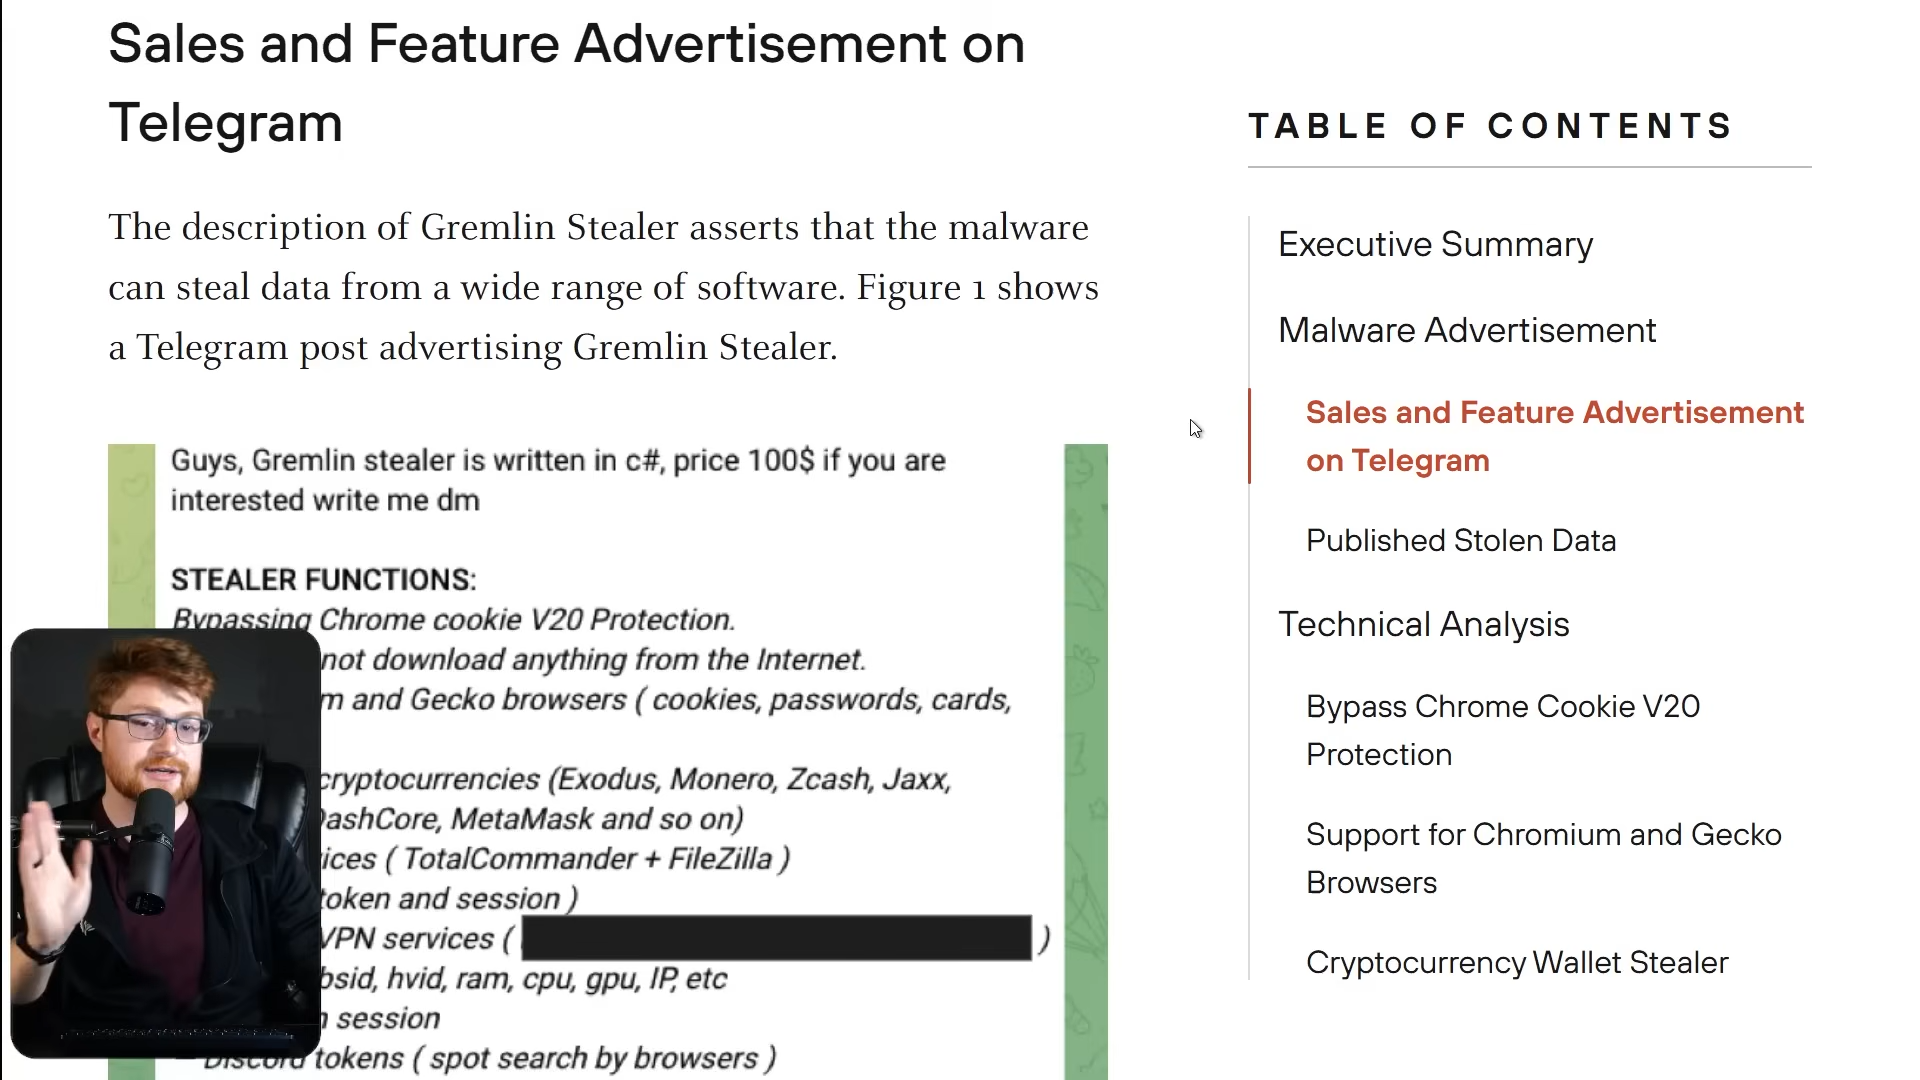 Sales and Feature Advertisement on
Telegram
The description of Gremlin Stealer asserts that the malware
can steal data from a wide range of software. Figure 1 shows
a Telegram post advertising Gremlin Stealer.
Guys, Gremlin stealer is written in c#, price 100$ if you are
interested write me dm
STEALER FUNCTIONS:
Bypassing Chrome cookie V20 Protection.
not download anything from the Internet.
m and Gecko browsers ( cookies, passwords, cards,
cryptocurrencies (Exodus, Monero, Zcash, Jaxx,
DashCore, MetaMask and so on)
ices ( TotalCommander + FileZilla )
token and session )
VPN services ( )
bsid, hvid, ram, cpu, gpu, IP, etc
session
Discord tokens ( spot search by browsers )
TABLE OF CONTENTS
Executive Summary
Malware Advertisement
Sales and Feature Advertisement
on Telegram
Published Stolen Data
Technical Analysis
Bypass Chrome Cookie V20
Protection
Support for Chromium and Gecko
Browsers
Cryptocurrency Wallet Stealer